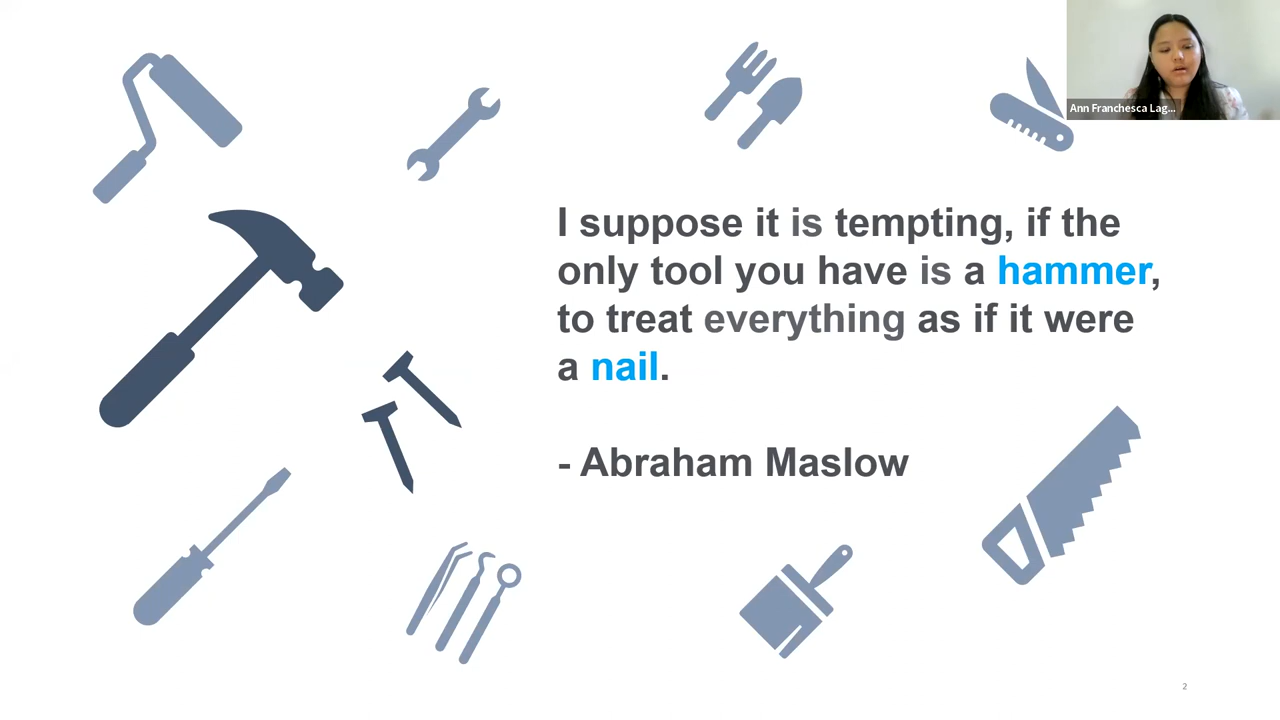 Ann Franchesca Lag...
I suppose it is tempting, if the
only tool you have is a hammer,
to treat everything as if it were
a nail.
- Abraham Maslow
2